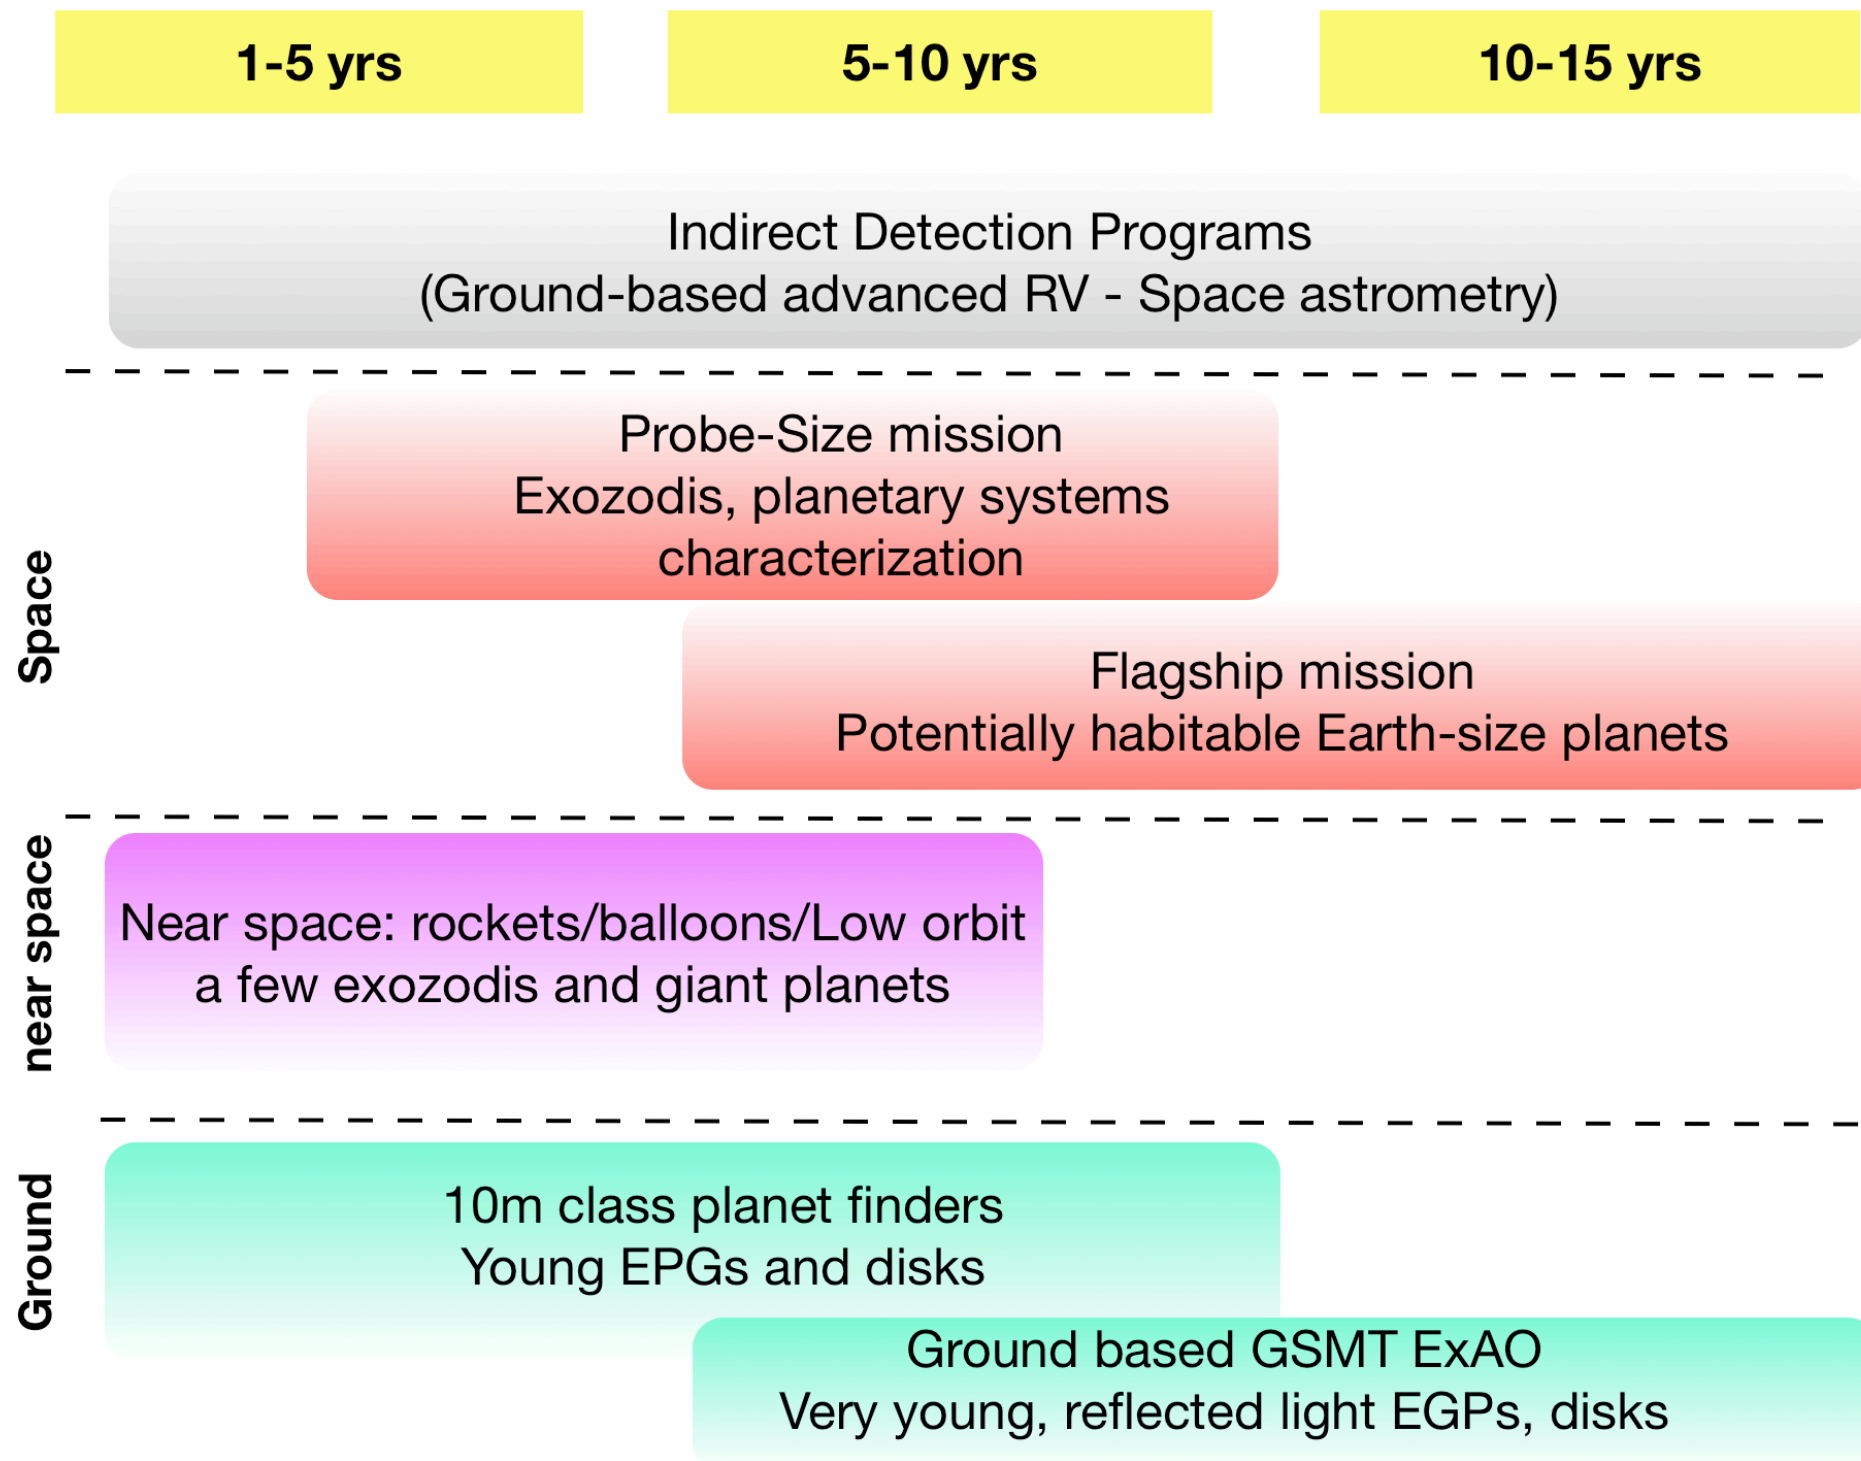 1-5 yrs
5-10 yrs
10-15 yrs
Indirect Detection Programs
(Ground-based advanced RV - Space astrometry)
Space
Probe-Size mission
Exozodis, planetary systems
characterization
Flagship mission
Potentially habitable Earth-size planets
near space
Near space: rockets/balloons/Low orbit
a few exozodis and giant planets
Ground
10m class planet finders
Young EPGs and disks
Ground based GSMT ExAO
Very young, reflected light EGPs, disks